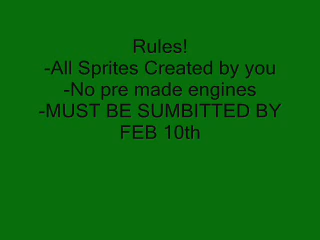 Rules!
-All Sprites Created by you
-No pre made engines
-MUST BE SUMBITTED BY
FEB 10th